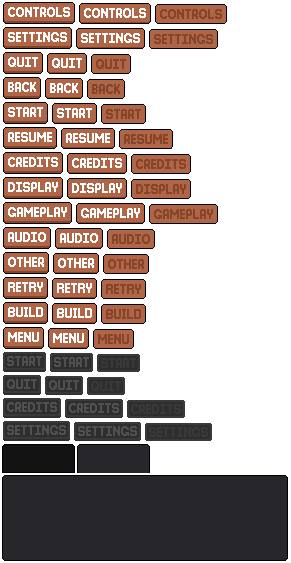 CONTROLS CONTROLS CONTROLS
SETTINGS SETTINGS SETTINGS
QUIT QUIT QUIT
BACK BACK BACK
START START START
RESUME RESUME RESUME
CREDITS CREDITS CREDITS
DISPLAY DISPLAY DISPLAY
GAMEPLAY GAMEPLAY GAMEPLAY
AUDIO AUDIO AUDIO
OTHER OTHER OTHER
RETRY RETRY RETRY
BUILD BUILD BUILD
MENU MENU MENU
START START START
QUIT QUIT QUIT
CREDITS CREDITS CREDITS
SETTINGS SETTINGS SETTINGS